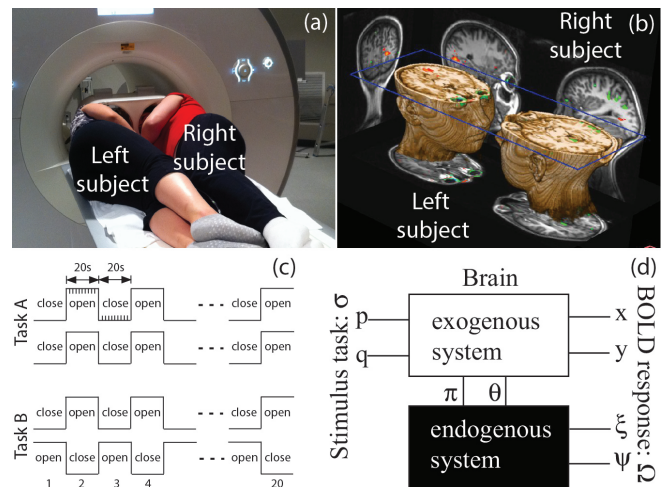 (a)
Left
subject
Right
subject
(b)
Right
subject
Left
subject
(c)
20s 20s
Task A
close open close open close open
close open close open close open
Task B
close open close open close open
open close open close open close
1 2 3 4 20
(d)
Brain
Stimulus task: σ
p
q
exogenous
system
x
y
π θ
endogenous
system
ξ
ψ
BOLD response: Ω